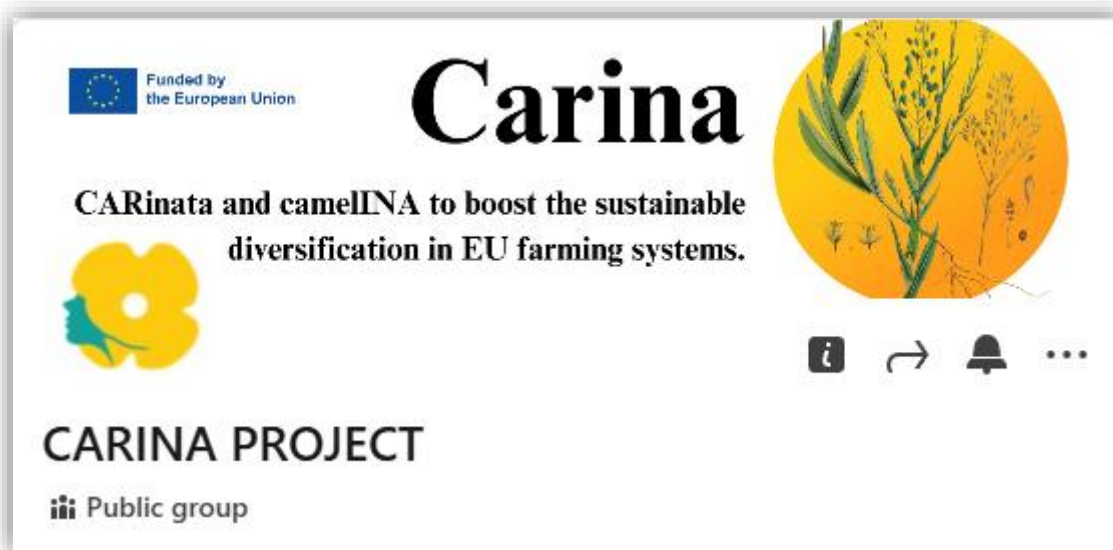 Funded by
the European Union
Carina
CARinata and camelINA to boost the sustainable
diversification in EU farming systems.
CARINA PROJECT
Public group